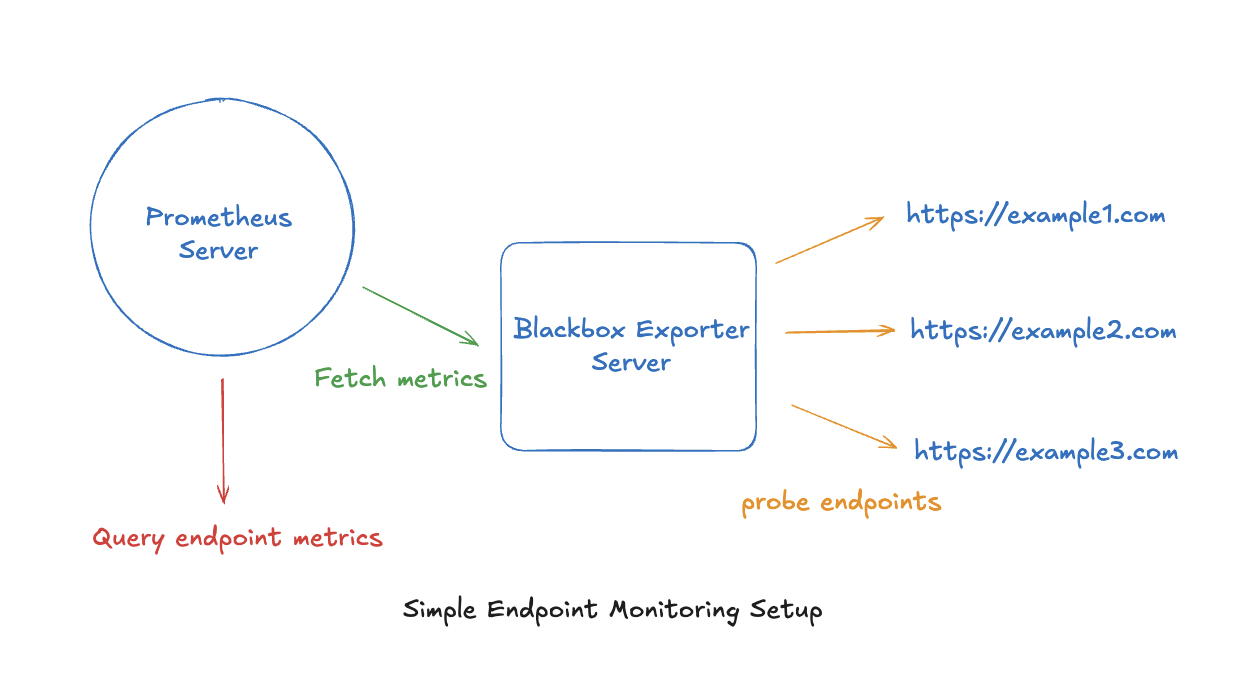 Prometheus
Server
https://example1.com
Blackbox Exporter
Server
https://example2.com
Fetch metrics
https://example3.com
probe endpoints
Query endpoint metrics
Simple Endpoint Monitoring Setup